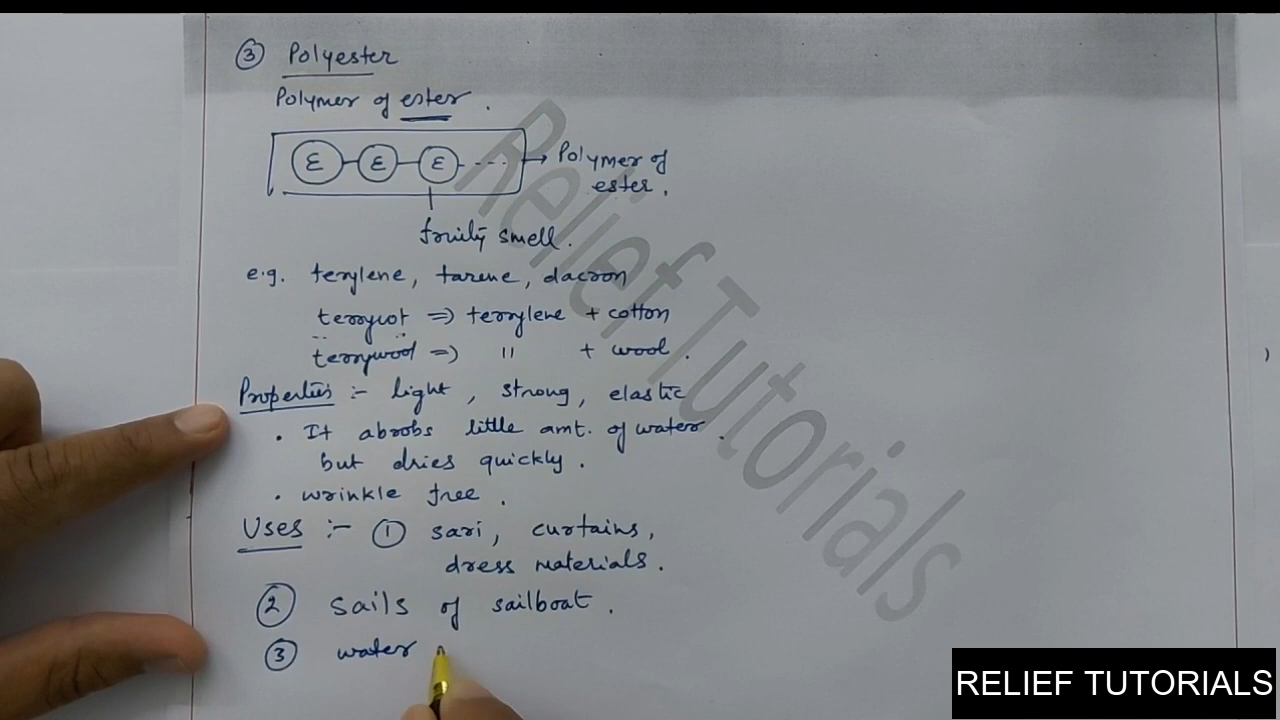 ③ Polyester
Polymer of ester .
ε ε ε - - - → Polymer of
ester .
fruity smell .
e.g. terylene, tarene, dacron
terrycot => terrylene + cotton
terrywool => 〃 + wool .
Properties :- light , strong, elastic
• It abrobs little amt. of water .
but dries quickly .
• wrinkle free .
Uses :- ① sari, curtains,
dress materials .
② sails of sailboat .
③ water
Relief Tutorials
RELIEF TUTORIALS